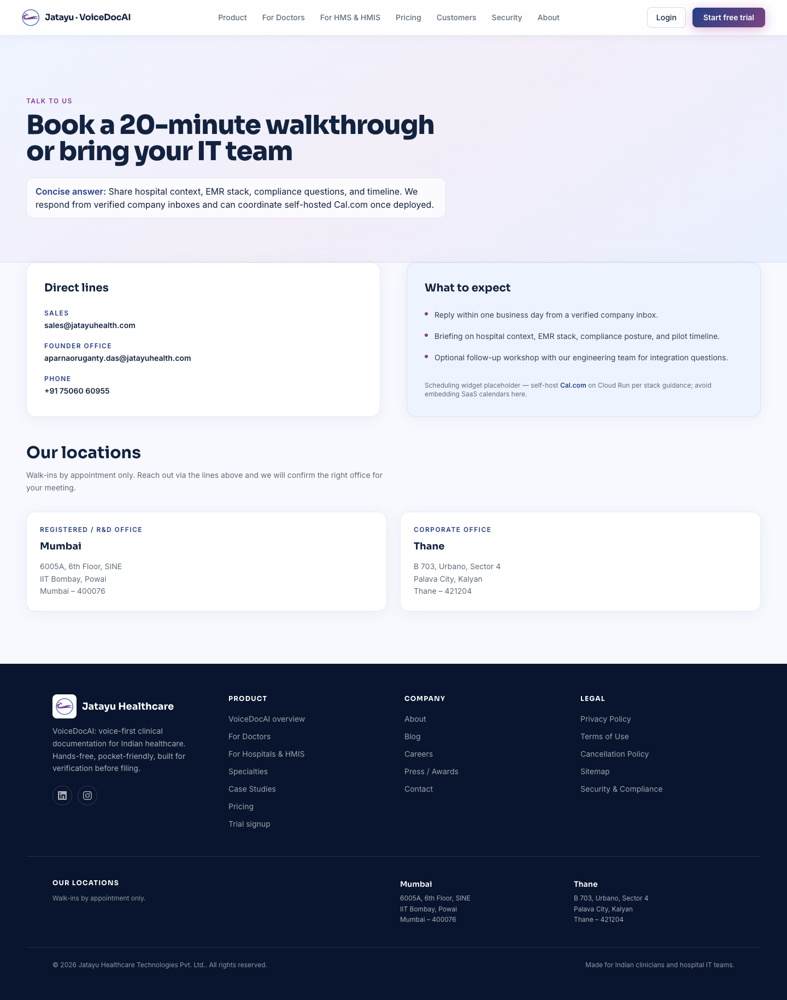 Jatayu · VoiceDocAI
Product
For Doctors
For HMS & HMIS
Pricing
Customers
Security
About
Login
Start free trial
TALK TO US
Book a 20-minute walkthrough
or bring your IT team
Concise answer: Share hospital context, EMR stack, compliance questions, and timeline. We
respond from verified company inboxes and can coordinate self-hosted Cal.com once deployed.
Direct lines
SALES
sales@jatayuhealth.com
FOUNDER OFFICE
aparnaoruganty.das@jatayuhealth.com
PHONE
+91 75060 60955
What to expect
Reply within one business day from a verified company inbox.
Briefing on hospital context, EMR stack, compliance posture, and pilot timeline.
Optional follow-up workshop with our engineering team for integration questions.
Scheduling widget placeholder — self-host Cal.com on Cloud Run per stack guidance; avoid
embedding SaaS calendars here.
Our locations
Walk-ins by appointment only. Reach out via the lines above and we will confirm the right office for
your meeting.
REGISTERED / R&D OFFICE
Mumbai
6005A, 6th Floor, SINE
IIT Bombay, Powai
Mumbai – 400076
CORPORATE OFFICE
Thane
B 703, Urbano, Sector 4
Palava City, Kalyan
Thane – 421204
Jatayu Healthcare
VoiceDocAI: voice-first clinical
documentation for Indian healthcare.
Hands-free, pocket-friendly, built for
verification before filing.
PRODUCT
VoiceDocAI overview
For Doctors
For Hospitals & HMIS
Specialties
Case Studies
Pricing
Trial signup
COMPANY
About
Blog
Careers
Press / Awards
Contact
LEGAL
Privacy Policy
Terms of Use
Cancellation Policy
Sitemap
Security & Compliance
OUR LOCATIONS
Walk-ins by appointment only.
Mumbai
6005A, 6th Floor, SINE
IIT Bombay, Powai
Mumbai – 400076
Thane
B 703, Urbano, Sector 4
Palava City, Kalyan
Thane – 421204
© 2026 Jatayu Healthcare Technologies Pvt. Ltd.. All rights reserved.
Made for Indian clinicians and hospital IT teams.